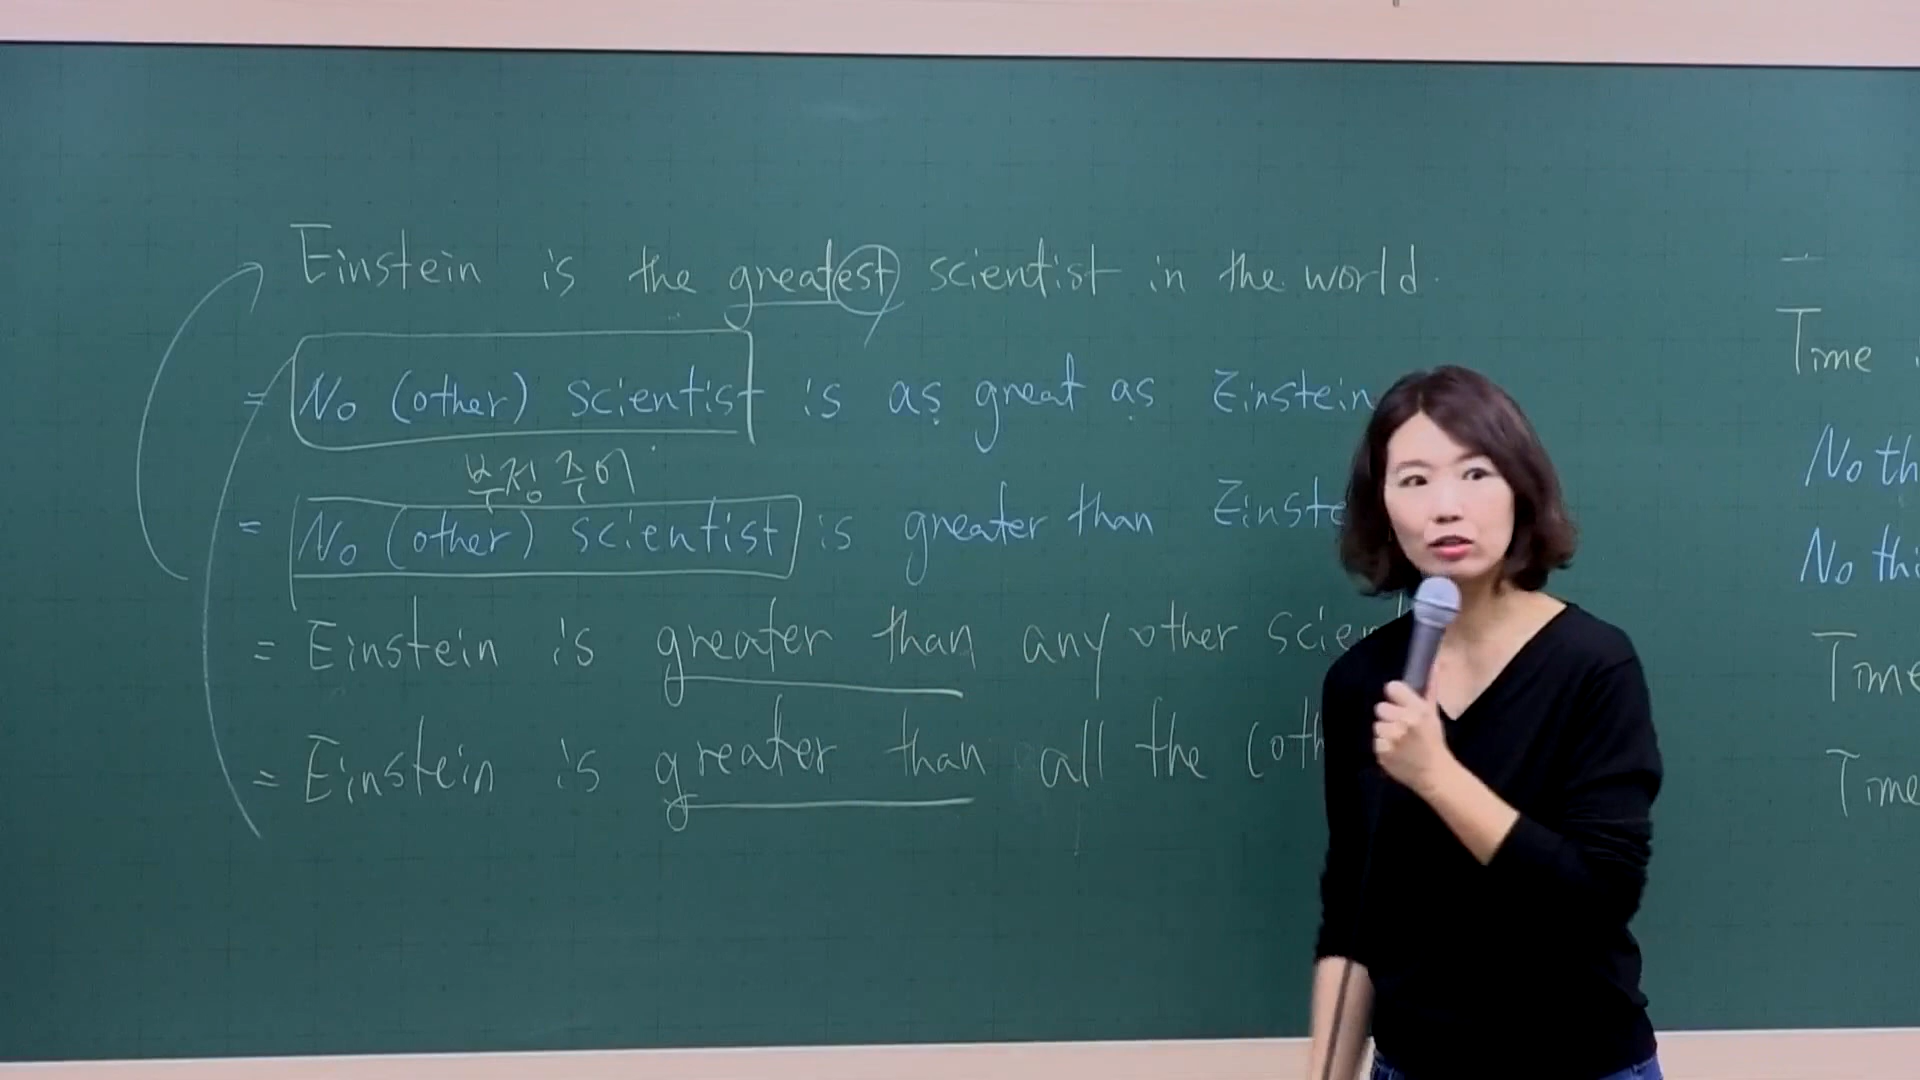 Einstein is the greatest scientist in the world.
= No (other) scientist is as great as Einstein
부정 주어
= No (other) scientist is greater than Einste
= Einstein is greater than any other scien
= Einstein is greater than all the (oth
Time
No th
No thi
Time
Time